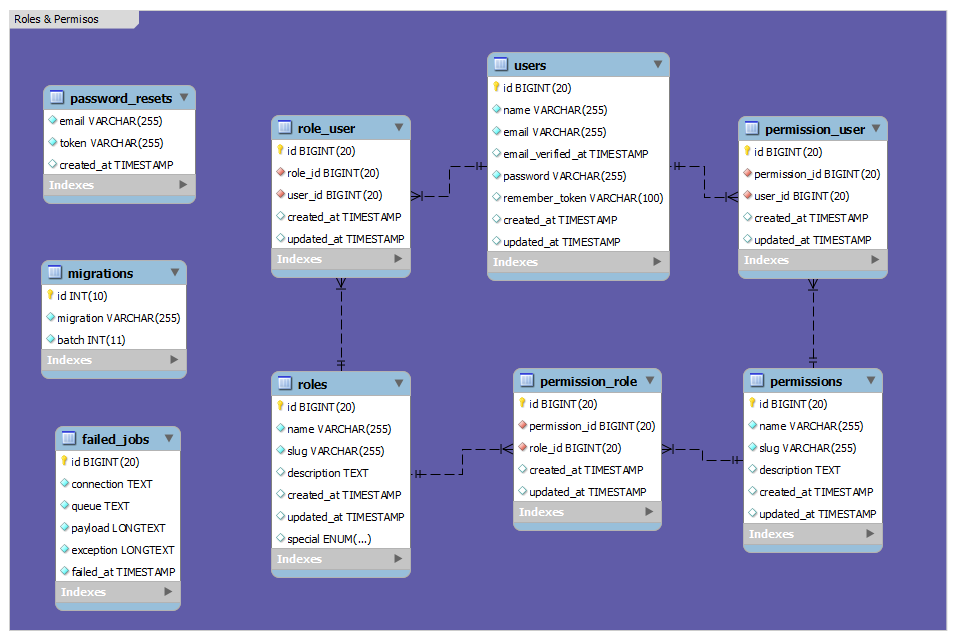 Roles & Permisos
password_resets
email VARCHAR(255)
token VARCHAR(255)
created_at TIMESTAMP
Indexes
migrations
id INT(10)
migration VARCHAR(255)
batch INT(11)
Indexes
failed_jobs
id BIGINT(20)
connection TEXT
queue TEXT
payload LONGTEXT
exception LONGTEXT
failed_at TIMESTAMP
Indexes
role_user
id BIGINT(20)
role_id BIGINT(20)
user_id BIGINT(20)
created_at TIMESTAMP
updated_at TIMESTAMP
Indexes
roles
id BIGINT(20)
name VARCHAR(255)
slug VARCHAR(255)
description TEXT
created_at TIMESTAMP
updated_at TIMESTAMP
special ENUM(...)
Indexes
users
id BIGINT(20)
name VARCHAR(255)
email VARCHAR(255)
email_verified_at TIMESTAMP
password VARCHAR(255)
remember_token VARCHAR(100)
created_at TIMESTAMP
updated_at TIMESTAMP
Indexes
permission_role
id BIGINT(20)
permission_id BIGINT(20)
role_id BIGINT(20)
created_at TIMESTAMP
updated_at TIMESTAMP
Indexes
permission_user
id BIGINT(20)
permission_id BIGINT(20)
user_id BIGINT(20)
created_at TIMESTAMP
updated_at TIMESTAMP
Indexes
permissions
id BIGINT(20)
name VARCHAR(255)
slug VARCHAR(255)
description TEXT
created_at TIMESTAMP
updated_at TIMESTAMP
Indexes